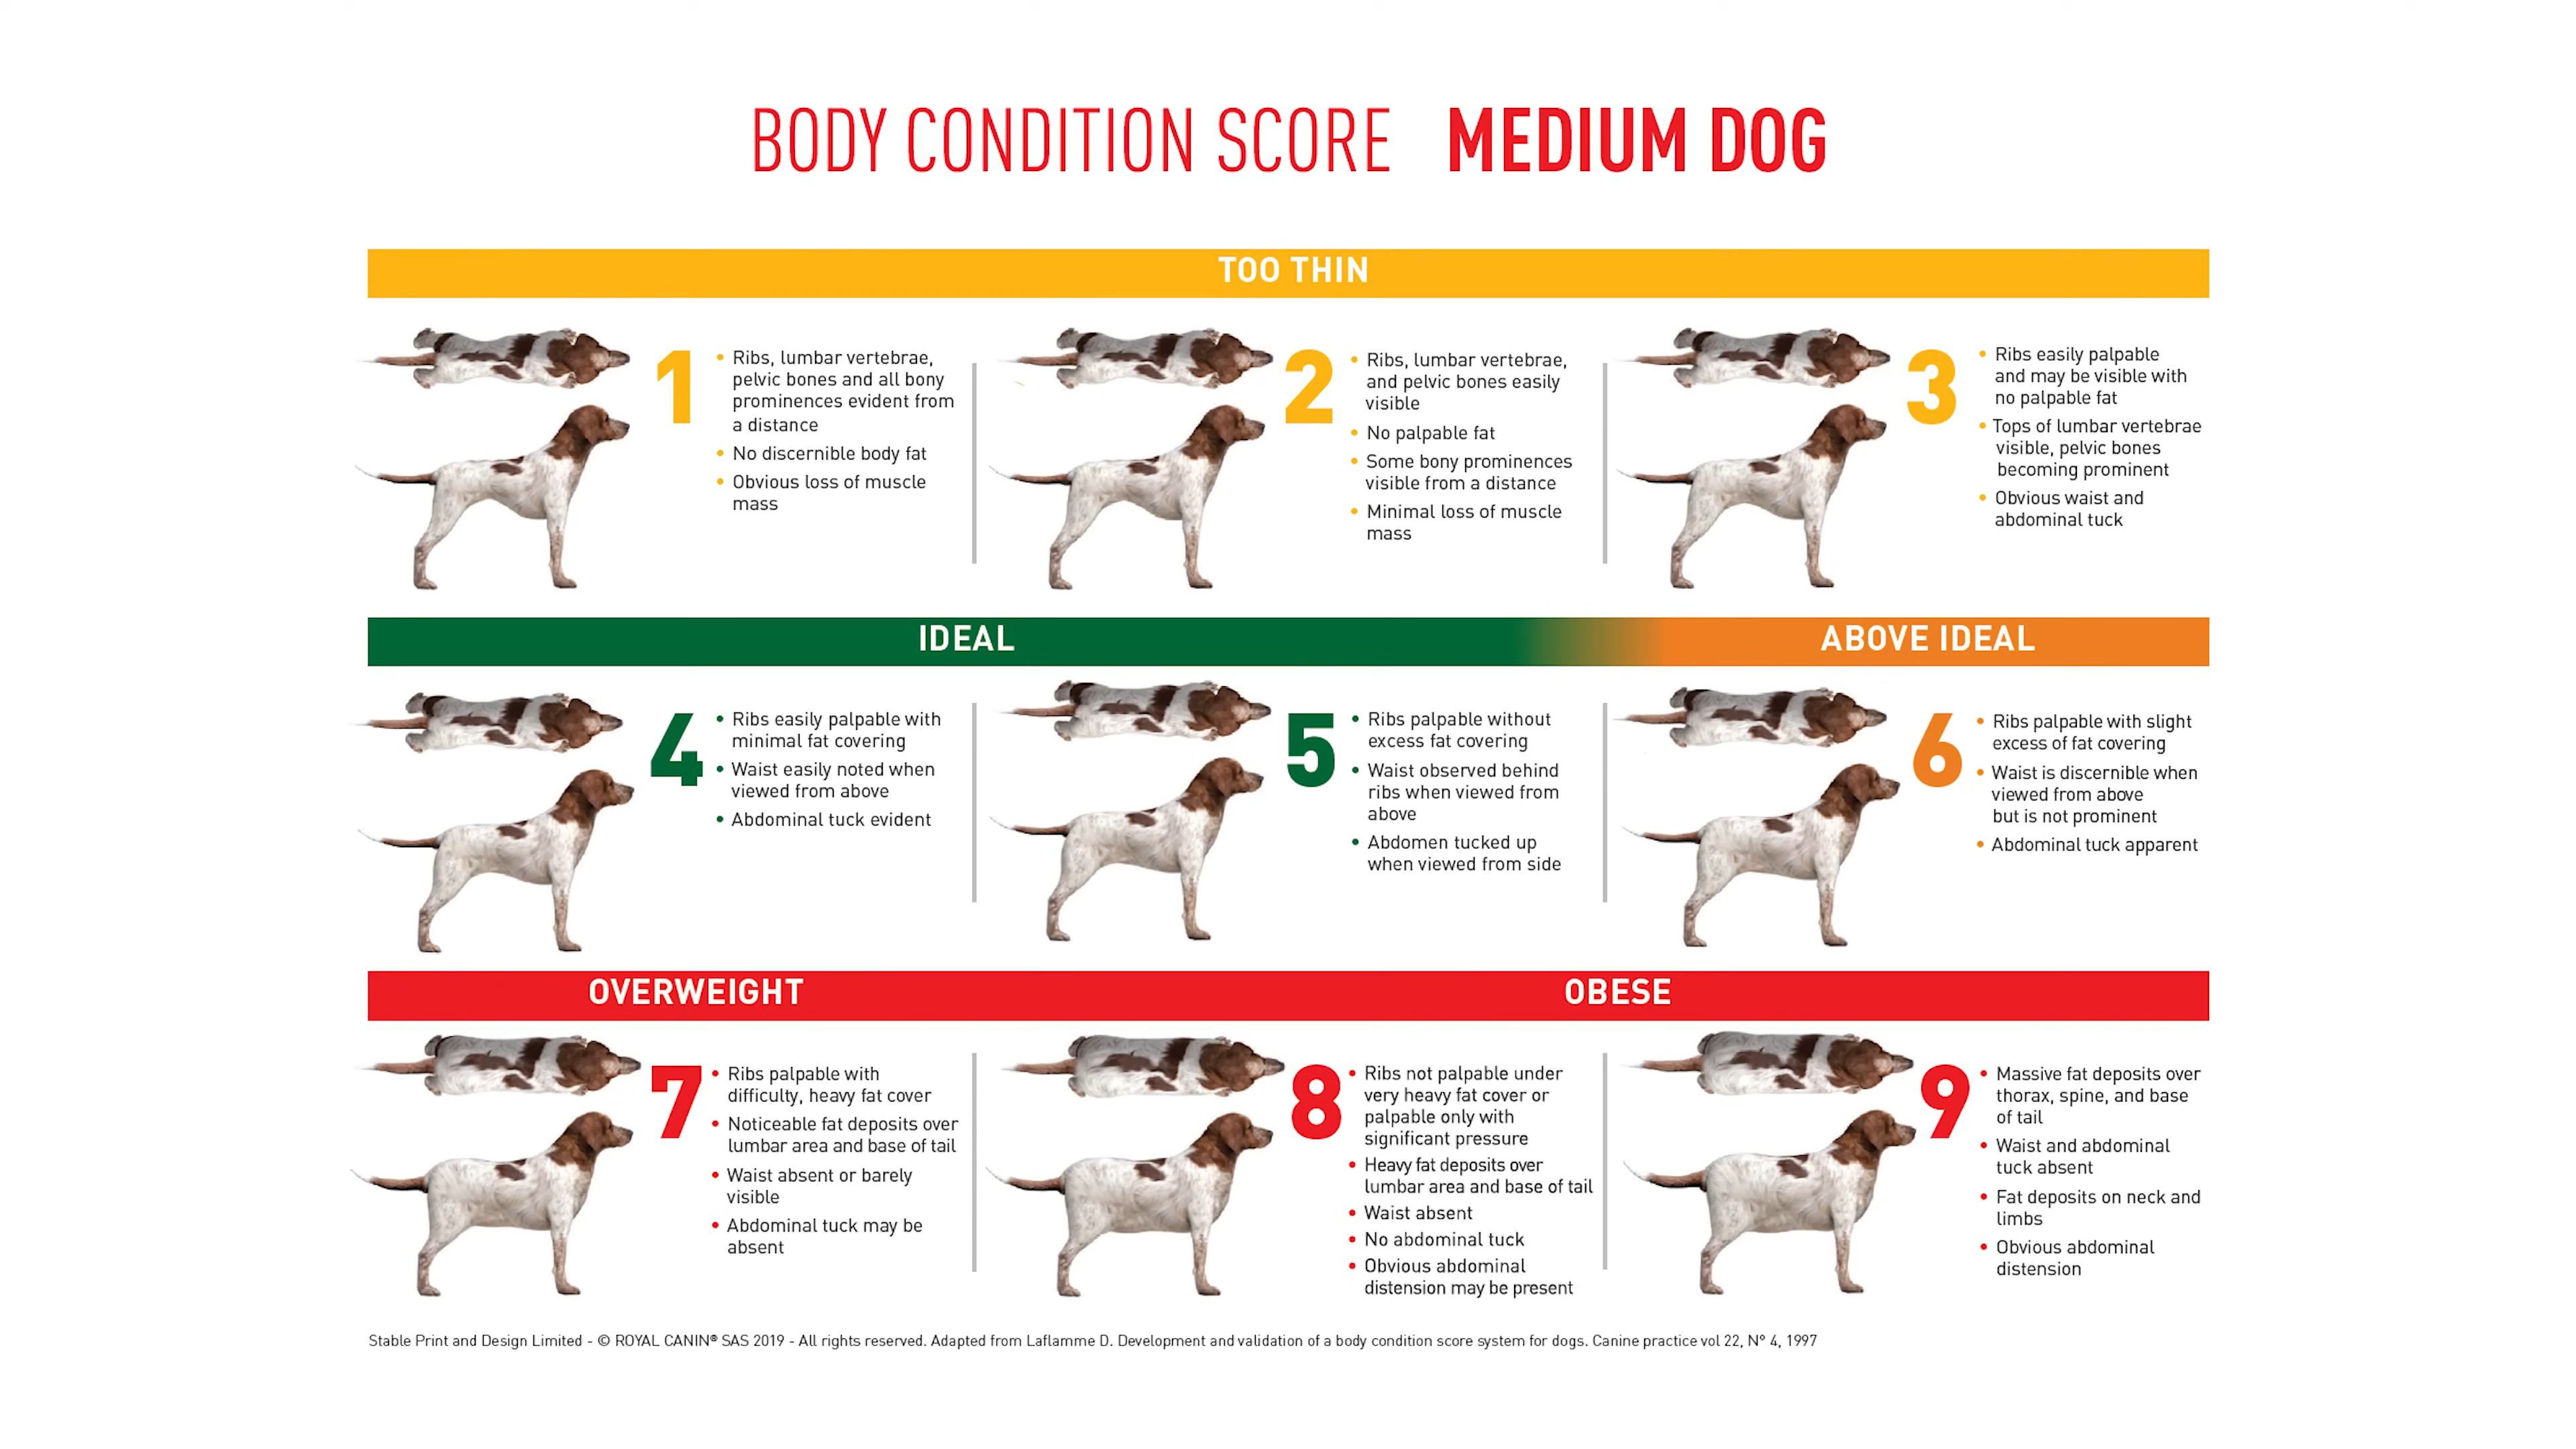 BODY CONDITION SCORE MEDIUM DOG
TOO THIN
1
• Ribs, lumbar vertebrae,
pelvic bones and all bony
prominences evident from
a distance
• No discernible body fat
• Obvious loss of muscle
mass
2
• Ribs, lumbar vertebrae,
and pelvic bones easily
visible
• No palpable fat
• Some bony prominences
visible from a distance
• Minimal loss of muscle
mass
3
• Ribs easily palpable
and may be visible with
no palpable fat
• Tops of lumbar vertebrae
visible, pelvic bones
becoming prominent
• Obvious waist and
abdominal tuck
IDEAL
ABOVE IDEAL
4
• Ribs easily palpable with
minimal fat covering
• Waist easily noted when
viewed from above
• Abdominal tuck evident
5
• Ribs palpable without
excess fat covering
• Waist observed behind
ribs when viewed from
above
• Abdomen tucked up
when viewed from side
6
• Ribs palpable with slight
excess of fat covering
• Waist is discernible when
viewed from above
but is not prominent
• Abdominal tuck apparent
OVERWEIGHT
OBESE
7
• Ribs palpable with
difficulty, heavy fat cover
• Noticeable fat deposits over
lumbar area and base of tail
• Waist absent or barely
visible
• Abdominal tuck may be
absent
8
• Ribs not palpable under
very heavy fat cover or
palpable only with
significant pressure
• Heavy fat deposits over
lumbar area and base of tail
• Waist absent
• No abdominal tuck
• Obvious abdominal
distension may be present
9
• Massive fat deposits over
thorax, spine, and base
of tail
• Waist and abdominal
tuck absent
• Fat deposits on neck and
limbs
• Obvious abdominal
distension
Stable Print and Design Limited - © ROYAL CANIN® SAS 2019 - All rights reserved. Adapted from Laflamme D. Development and validation of a body condition score system for dogs. Canine practice vol 22, N° 4, 1997